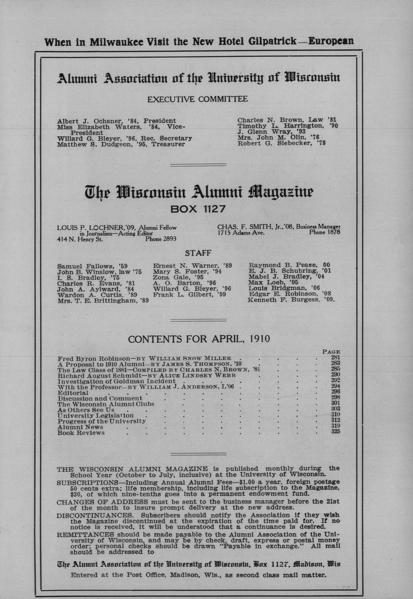 When in Milwaukee Visit the New Hotel Gilpatrick—European
Alumni Association of the University of Wisconsin
EXECUTIVE COMMITTEE
Albert J. Ochsner, '84, President
Miss Elizabeth Waters, '84, Vice-
President
Willard G. Bleyer, '96, Rec. Secretary
Matthew S. Dudgeon, '95, Treasurer
Charles N. Brown, Law '81
Timothy L. Harrington, '90
J. Glenn Wray, '93
Mrs. John M. Olin, '76
Robert G. Siebecker, '78
The Wisconsin Alumni Magazine
BOX 1127
LOUIS P. LOCHNER, '09, Alumni Fellow
in Journalism—Acting Editor
414 N. Henry St. Phone 2893
CHAS. F. SMITH, Jr., '08, Business Manager
1715 Adams Ave. Phone 1878
STAFF
Samuel Fallows, '59
John B. Winslow, law '75
I. S. Bradley, '75
Charles R. Evans, '81
John A. Aylward, '84
Wardon A. Curtis, '89
Mrs. T. E. Brittingham, '89
Ernest N. Warner, '89
Mary S. Foster, '94
Zona Gale, '95
A. O. Barton, '96
Willard G. Bleyer, '96
Frank L. Gilbert, '99
Raymond B. Pease, 00
E. J. B. Schubring, '01
Mabel J. Bradley, '04
Max Loeb, '05
Louis Bridgman, '06
Edgar E. Robinson, '08
Kenneth F. Burgess, '09.
CONTENTS FOR APRIL, 1910
PAGE
Fred Byron Robinson—BY WILLIAM SNOW MILLER 281
A Proposal to 1910 Alumni—BY JAMES S. THOMPSON, '10 283
The Law Class of 1881—COMPILED BY CHARLES N. BROWN, '81 285
Richard August Schmidt—BY ALICE LINDSEY WEBB 290
Investigation of Goldman Incident 292
With the Professor—BY WILLIAM J. ANDERSON, L'06 294
Editorial 296
Discussion and Comment 298
The Wisconsin Alumni Clubs 301
As Others See Us 302
University Legislation 310
Progress of the University 312
Alumni News 319
Book Reviews 325
THE WISCONSIN ALUMNI MAGAZINE is published monthly during the
School Year (October to July, inclusive) at the University of Wisconsin.
SUBSCRIPTIONS—Including Annual Alumni Fees—$1.00 a year, foreign postage
50 cents extra; life membership, including life subscription to the Magazine,
$20, of which nine-tenths goes into a permanent endowment fund.
CHANGES OF ADDRESS must be sent to the business manager before the 21st
of the month to insure prompt delivery at the new address.
DISCONTINUANCES. Subscribers should notify the Association if they wish
the Magazine discontinued at the expiration of the time paid for. If no
notice is received, it will be understood that a continuance is desired.
REMITTANCES should be made payable to the Alumni Association of the Uni-
versity of Wisconsin, and may be by check, draft, express or postal money
order; personal checks should be drawn "Payable in exchange." All mail
should be addressed to
The Alumni Association of the University of Wisconsin, Box 1127, Madison, Wis
Entered at the Post Office, Madison, Wis., as second class mail matter.